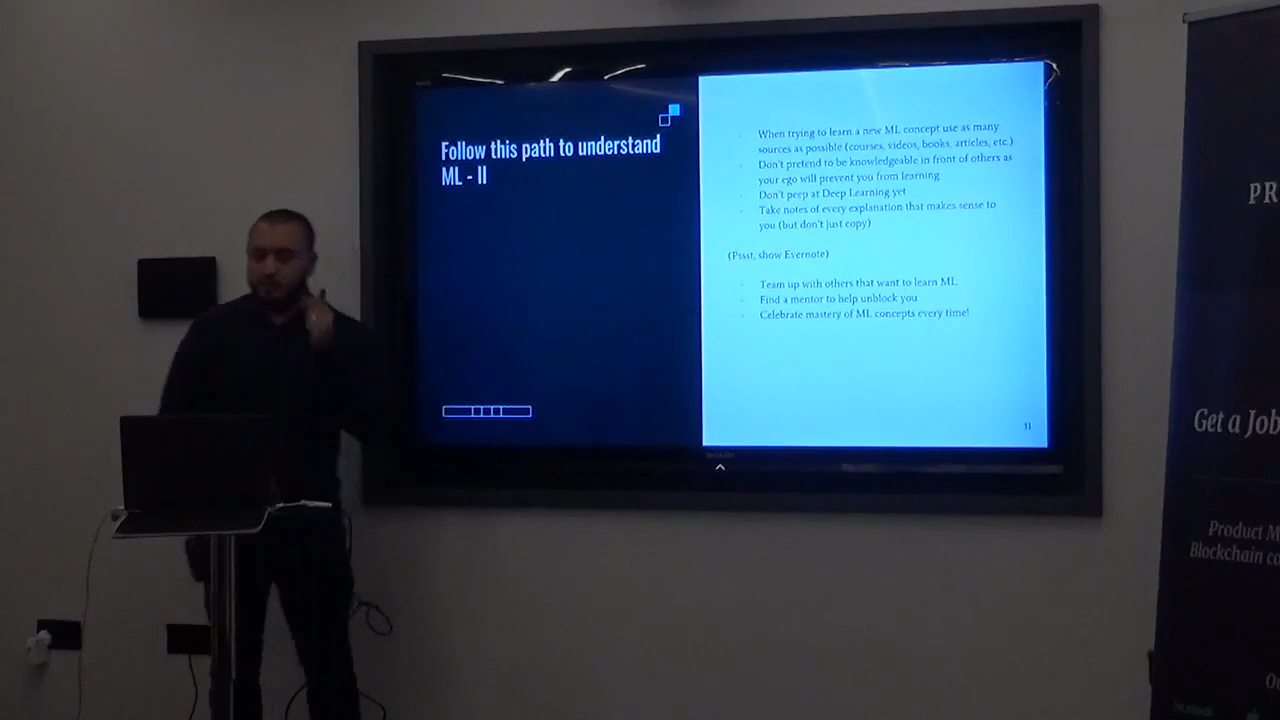 Follow this path to understand
ML - II
- When trying to learn a new ML concept use as many
sources as possible (courses, videos, books, articles, etc.)
- Don't pretend to be knowledgeable in front of others as
your ego will prevent you from learning
- Don't peep at Deep Learning yet
- Take notes of every explanation that makes sense to
you (but don't just copy)
(Pssst, show Evernote)
- Team up with others that want to learn ML
- Find a mentor to help unblock you
- Celebrate mastery of ML concepts every time!
31
SHARP
PR
Get a Job
Product M
Blockchain co